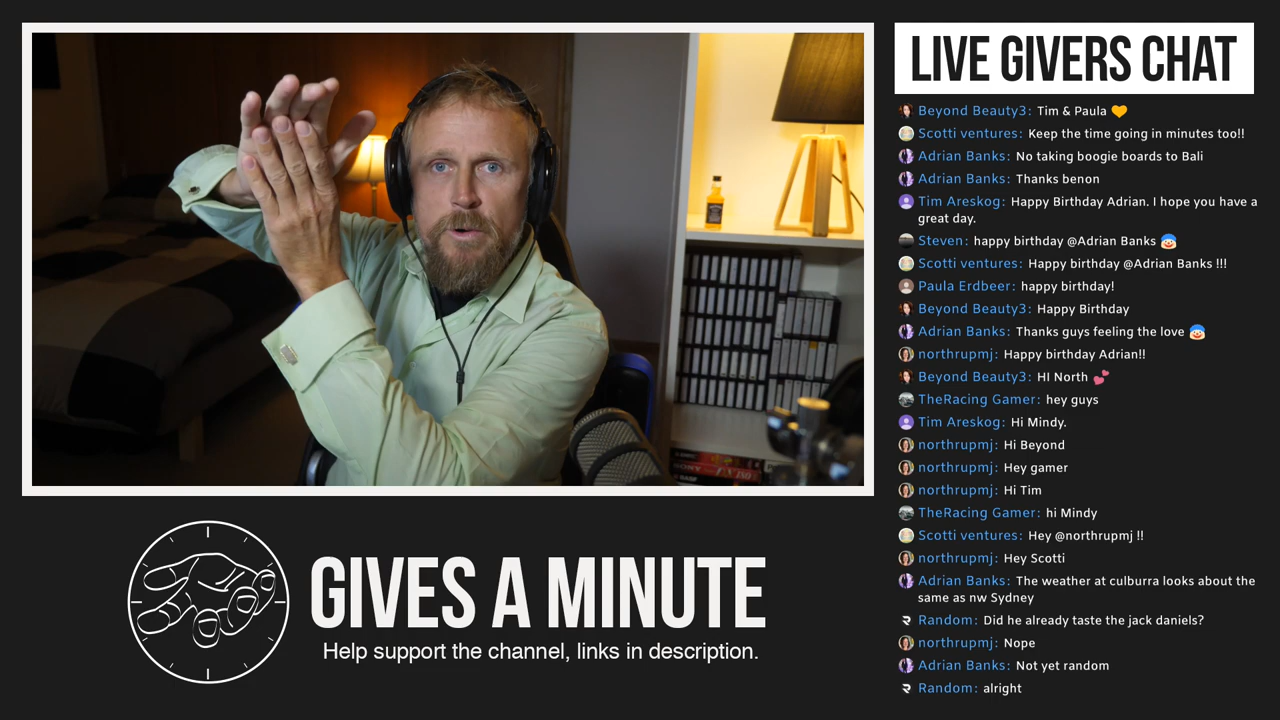 LIVE GIVERS CHAT
Beyond Beauty3: Tim & Paula 🧡
Scotti ventures: Keep the time going in minutes too!!
Adrian Banks: No taking boogie boards to Bali
Adrian Banks: Thanks benon
Tim Areskog: Happy Birthday Adrian. I hope you have a
great day.
Steven: happy birthday @Adrian Banks 🤡
Scotti ventures: Happy birthday @Adrian Banks !!!
Paula Erdbeer: happy birthday!
Beyond Beauty3: Happy Birthday
Adrian Banks: Thanks guys feeling the love 🤡
northrupmj: Happy birthday Adrian!!
Beyond Beauty3: HI North 💕
TheRacing Gamer: hey guys
Tim Areskog: Hi Mindy.
northrupmj: Hi Beyond
northrupmj: Hey gamer
northrupmj: Hi Tim
TheRacing Gamer: hi Mindy
Scotti ventures: Hey @northrupmj !!
northrupmj: Hey Scotti
Adrian Banks: The weather at culburra looks about the
same as nw Sydney
Random: Did he already taste the jack daniels?
northrupmj: Nope
Adrian Banks: Not yet random
Random: alright
SONY
GIVES A MINUTE
Help support the channel, links in description.